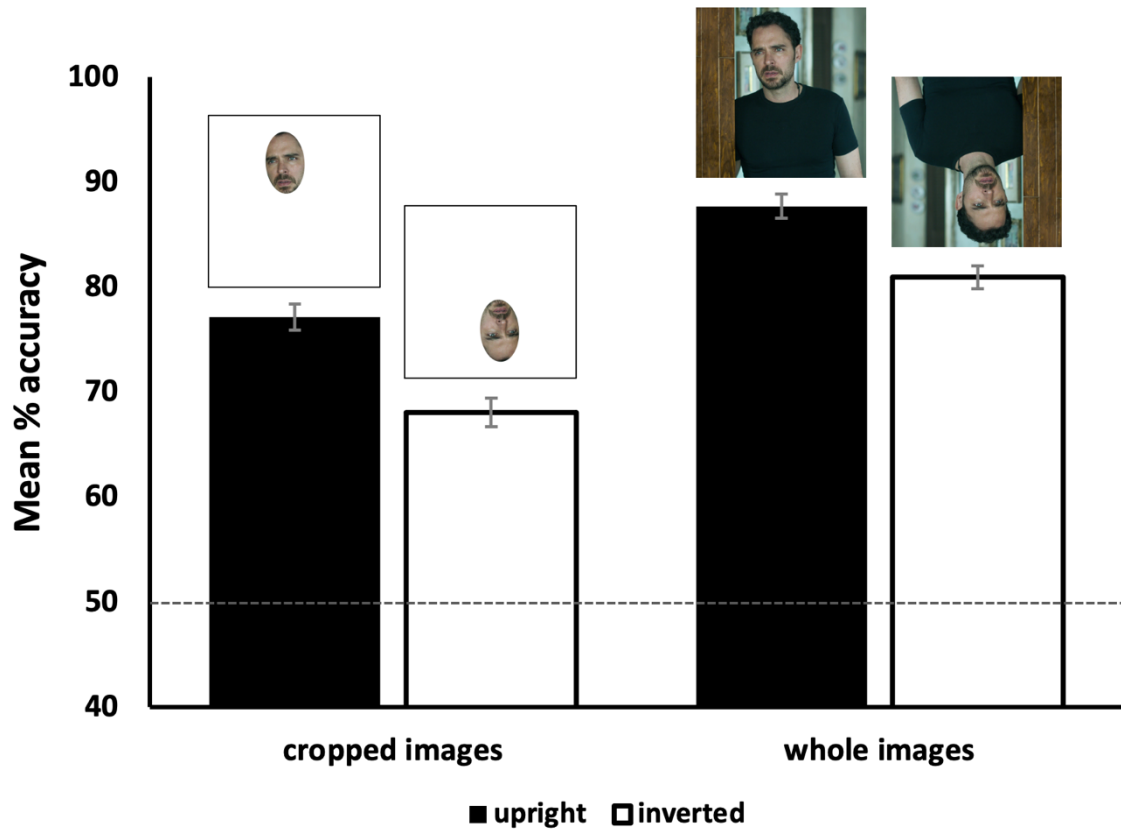 Mean % accuracy
100
90
80
70
60
50
40
cropped images
whole images
upright
inverted